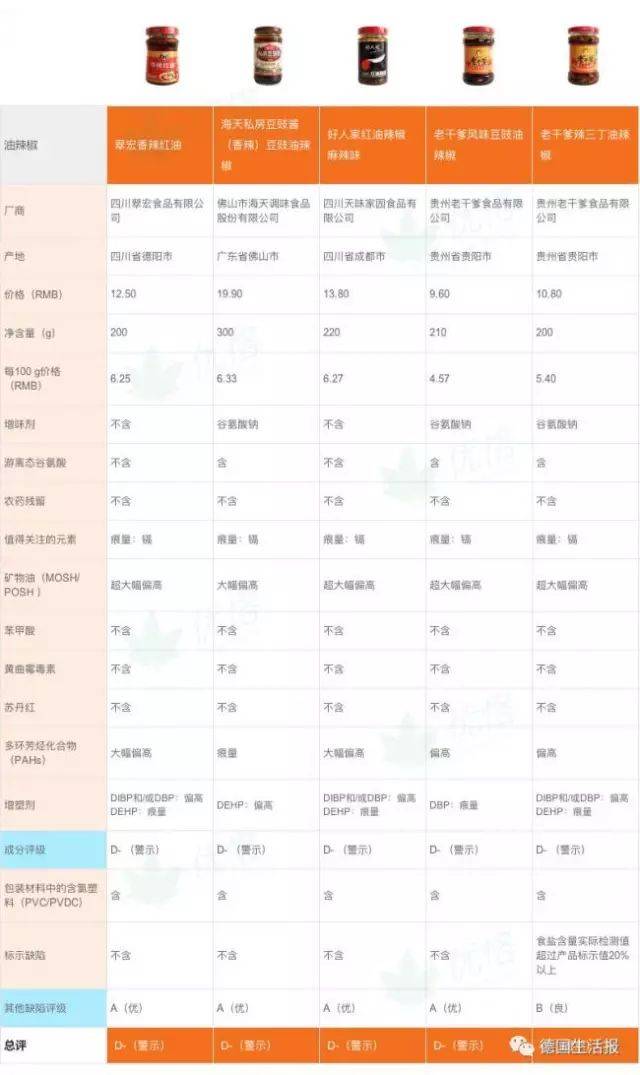 油辣椒 翠宏香辣红油 海天私房豆豉酱（香辣）豆豉油辣椒 好人家红油辣椒麻辣味 老干爹风味豆豉油辣椒 老干爹辣三丁油辣椒
厂商 四川翠宏食品有限公司 佛山市海天调味食品股份有限公司 四川天味家园食品有限公司 贵州老干爹食品有限公司 贵州老干爹食品有限公司
产地 四川省德阳市 广东省佛山市 四川省成都市 贵州省贵阳市 贵州省贵阳市
价格（RMB） 12.50 19.90 13.80 9.60 10.80
净含量（g） 200 300 220 210 200
每100 g价格（RMB） 6.25 6.33 6.27 4.57 5.40
增味剂 不含 谷氨酸钠 不含 谷氨酸钠 谷氨酸钠
游离态谷氨酸 不含 含 不含 含 含
农药残留 不含 不含 不含 不含 不含
值得关注的元素 痕量：镉 痕量：镉 痕量：镉 痕量：镉 痕量：镉
矿物油（MOSH/POSH ） 超大幅偏高 大幅偏高 超大幅偏高 超大幅偏高 超大幅偏高
苯甲酸 不含 不含 不含 不含 不含
黄曲霉毒素 不含 不含 不含 不含 不含
苏丹红 不含 不含 不含 不含 不含
多环芳烃化合物（PAHs） 大幅偏高 痕量 大幅偏高 偏高 偏高
增塑剂 DIBP和/或DBP：偏高 DEHP：痕量 DEHP：偏高 DIBP和/或DBP：偏高 DEHP：痕量 DBP：痕量 DIBP和/或DBP：偏高 DEHP：痕量
成分评级 D-（警示） D-（警示） D-（警示） D-（警示） D-（警示）
包装材料中的含氯塑料（PVC/PVDC） 含 含 含 含 含
标示缺陷 不含 不含 不含 不含 食盐含量实际检测值超过产品标示值20%以上
其他缺陷评级 A（优） A（优） A（优） A（优） B（良）
总评 D-（警示） D-（警示） D-（警示） D-（警示）
德国生活报